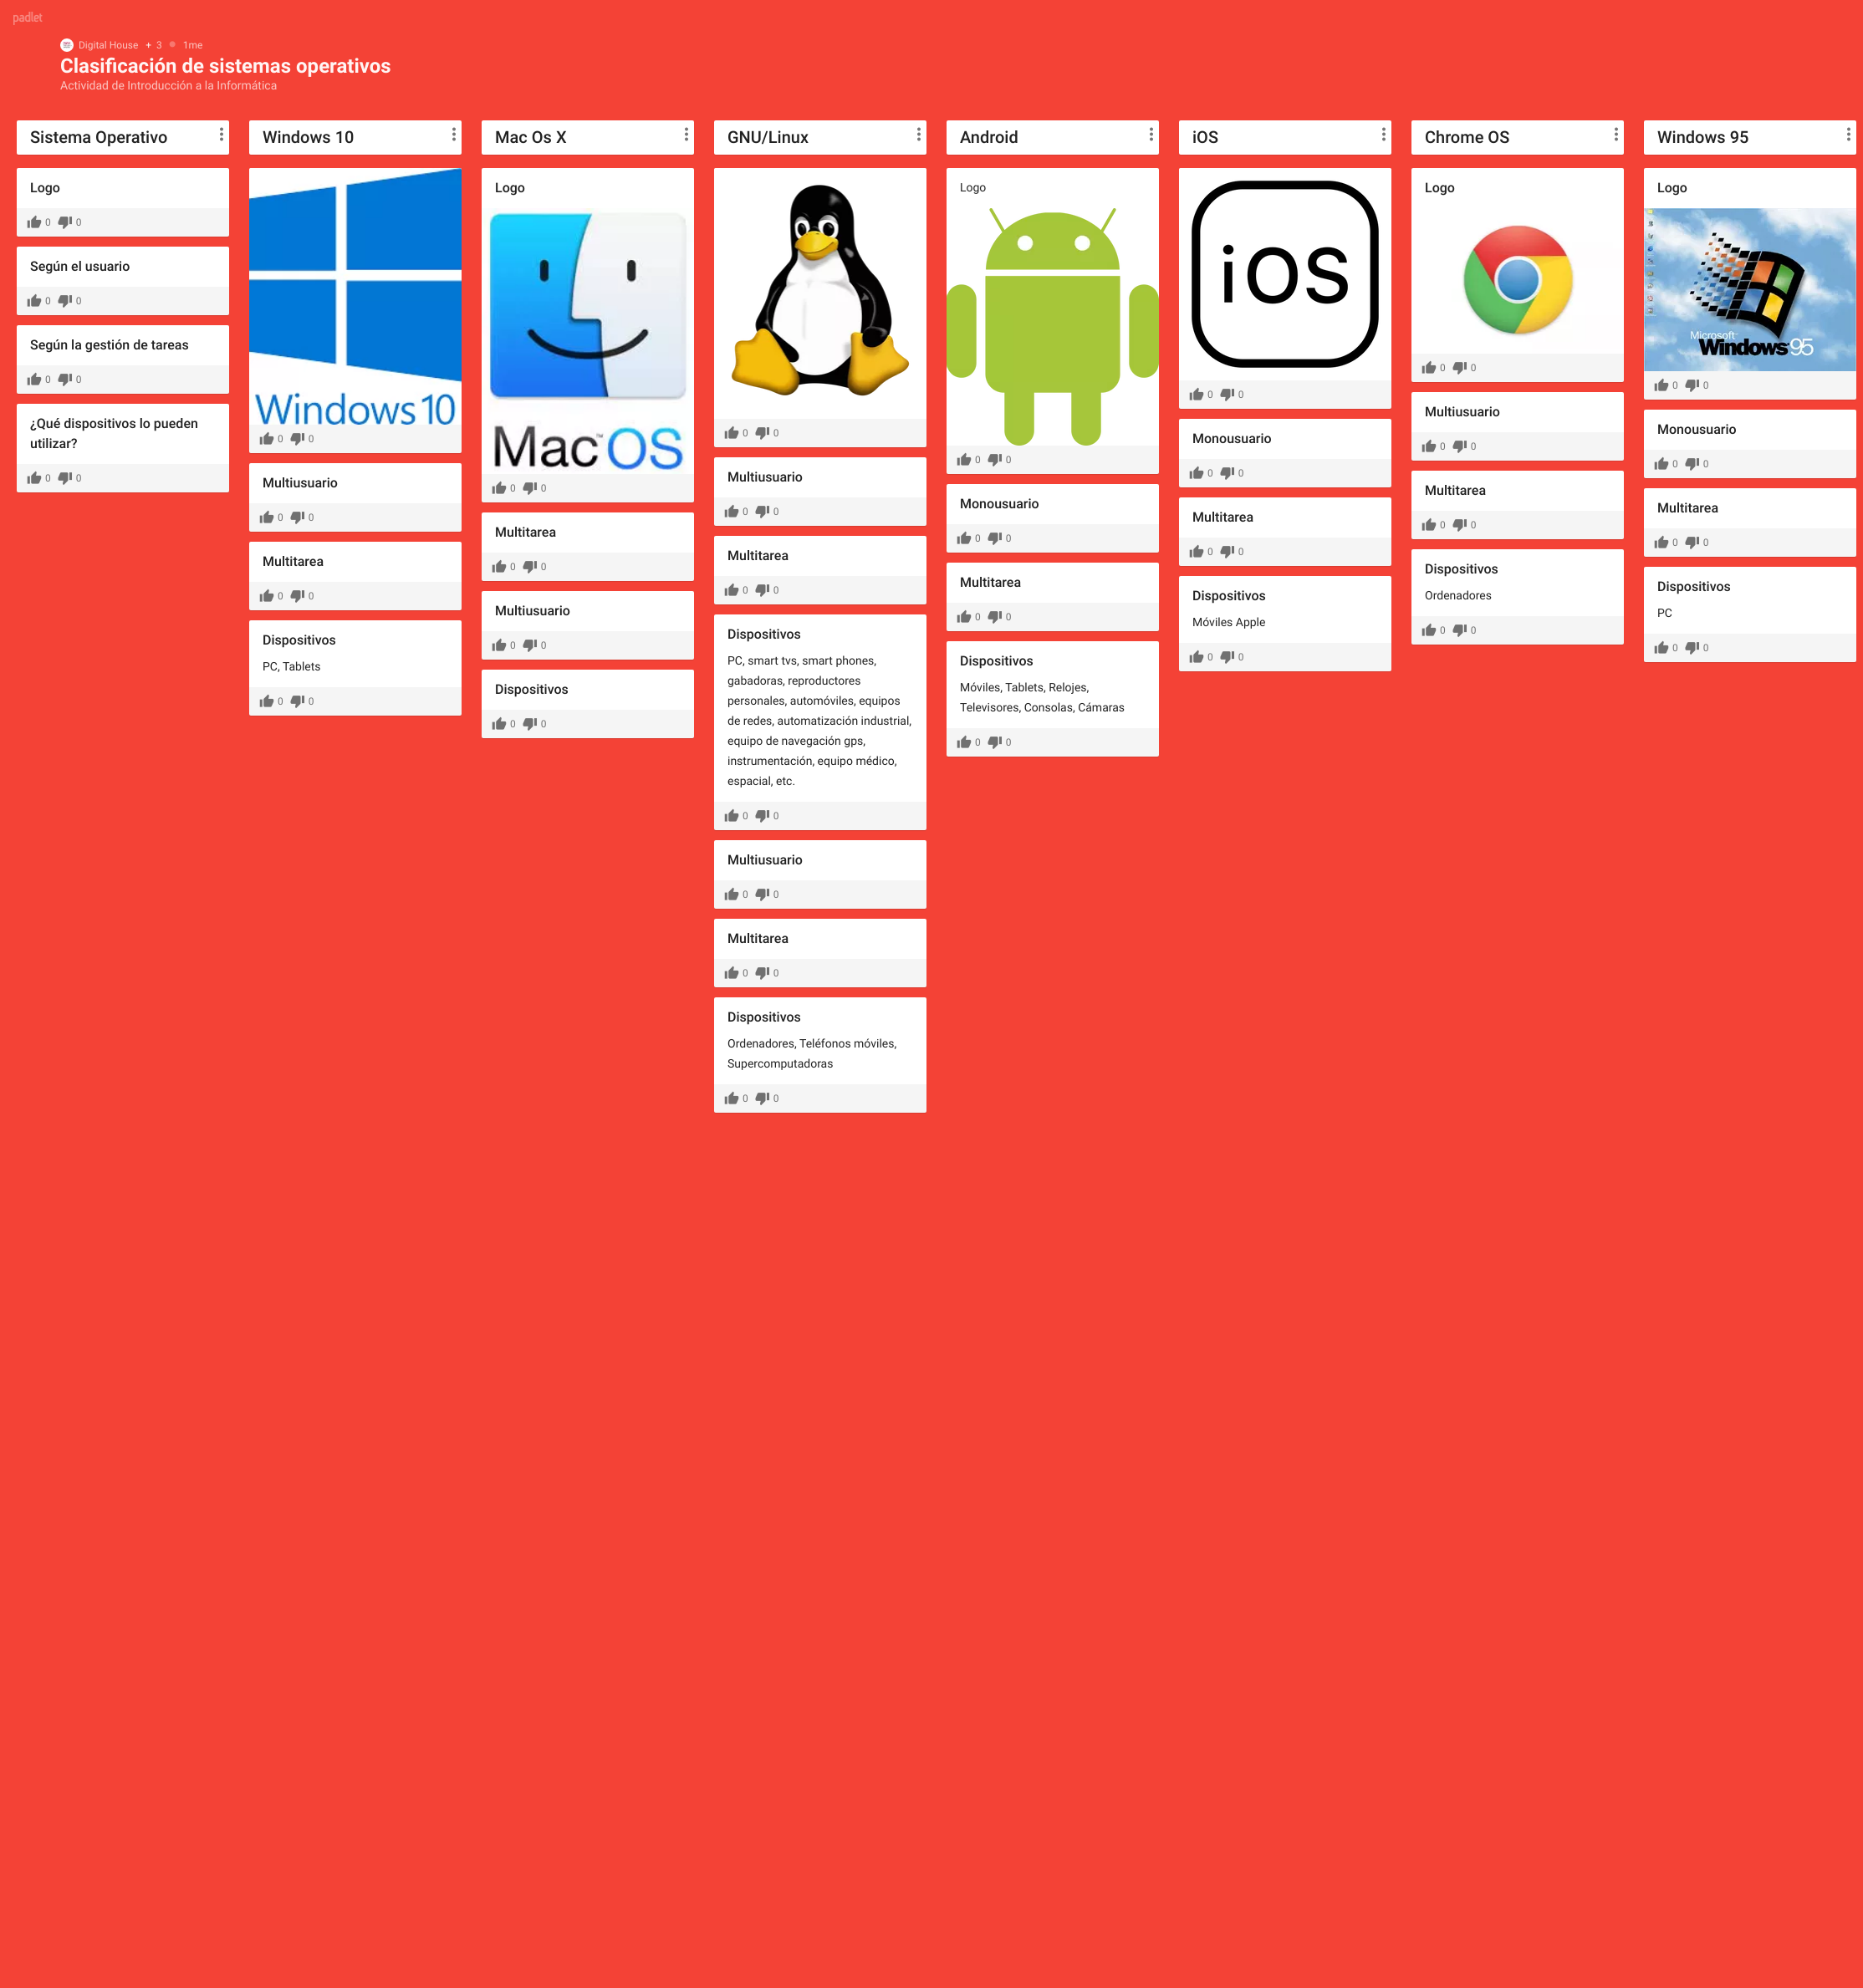 padlet
Digital House + 3 1me
Clasificación de sistemas operativos
Actividad de Introducción a la Informática
Sistema Operativo
Logo
0 0
Según el usuario
0 0
Según la gestión de tareas
0 0
¿Qué dispositivos lo pueden
utilizar?
0 0
Windows 10
Windows 10
0 0
Multiusuario
0 0
Multitarea
0 0
Dispositivos
PC, Tablets
0 0
Mac Os X
Logo
Mac™OS
0 0
Multitarea
0 0
Multiusuario
0 0
Dispositivos
0 0
GNU/Linux
0 0
Multiusuario
0 0
Multitarea
0 0
Dispositivos
PC, smart tvs, smart phones,
gabadoras, reproductores
personales, automóviles, equipos
de redes, automatización industrial,
equipo de navegación gps,
instrumentación, equipo médico,
espacial, etc.
0 0
Multiusuario
0 0
Multitarea
0 0
Dispositivos
Ordenadores, Teléfonos móviles,
Supercomputadoras
0 0
Android
Logo
0 0
Monousuario
0 0
Multitarea
0 0
Dispositivos
Móviles, Tablets, Relojes,
Televisores, Consolas, Cámaras
0 0
iOS
iOS
0 0
Monousuario
0 0
Multitarea
0 0
Dispositivos
Móviles Apple
0 0
Chrome OS
Logo
0 0
Multiusuario
0 0
Multitarea
0 0
Dispositivos
Ordenadores
0 0
Windows 95
Logo
Microsoft
Windows 95
0 0
Monousuario
0 0
Multitarea
0 0
Dispositivos
PC
0 0